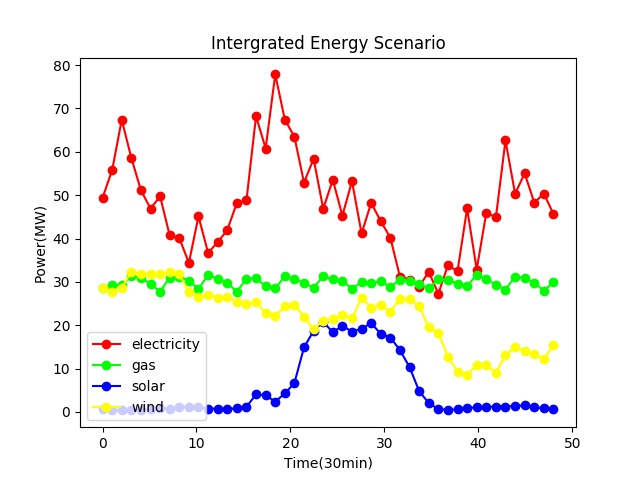 Intergrated Energy Scenario
Power(MW)
80
70
60
50
40
30
20
10
0
electricity
gas
solar
wind
0 10 20 30 40 50
Time(30min)